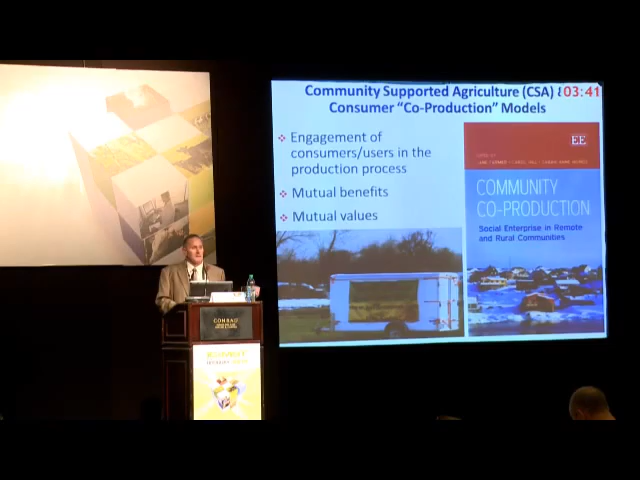 Community Supported Agriculture (CSA) &
03:41
Consumer “Co-Production” Models
Engagement of
consumers/users in the
production process
Mutual benefits
Mutual values
EE
COMMUNITY
CO-PRODUCTION
Social Enterprise in Remote
and Rural Communities
CONRAD